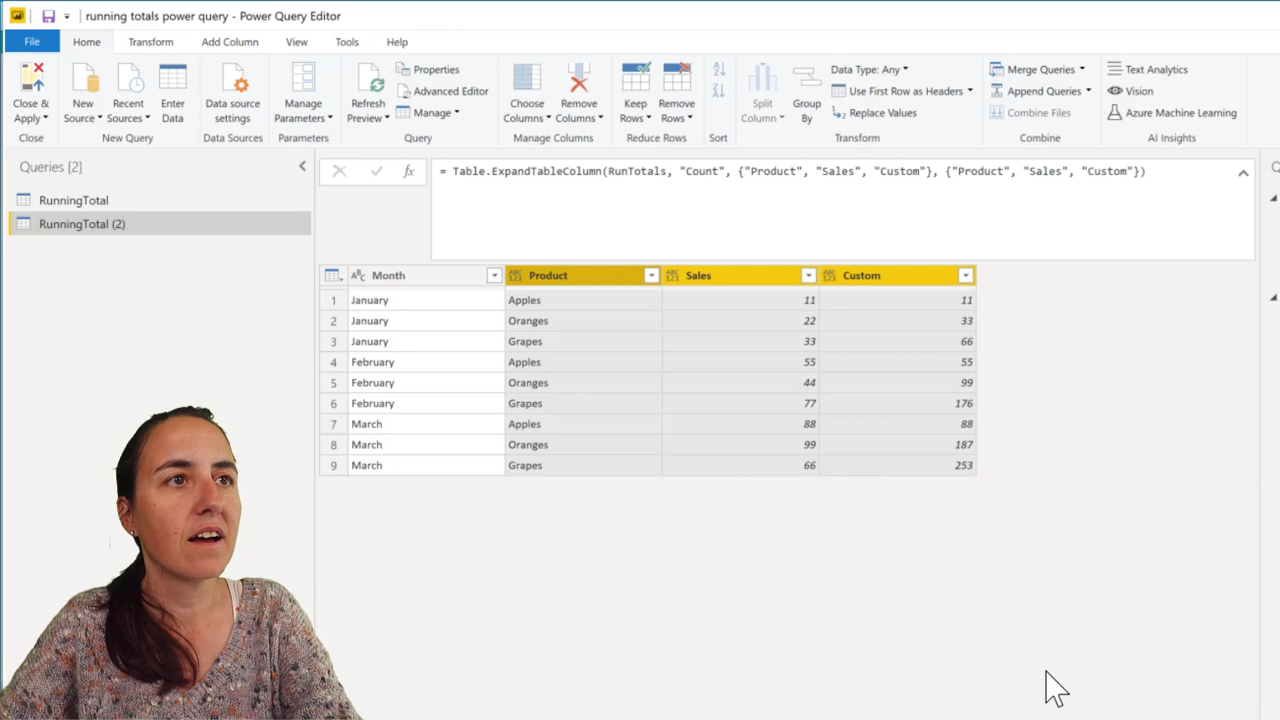 running totals power query - Power Query Editor
File Home Transform Add Column View Tools Help
Close & Apply
New Source
Recent Sources
Enter Data
Data source settings
Manage Parameters
Refresh Preview
Properties
Advanced Editor
Manage
Choose Columns
Remove Columns
Keep Rows
Remove Rows
Split Column
Group By
Data Type: Any
Use First Row as Headers
Replace Values
Merge Queries
Append Queries
Combine Files
Text Analytics
Vision
Azure Machine Learning
Close New Query Data Sources Parameters Query Manage Columns Reduce Rows Sort Transform Combine AI Insights
Queries [2]
RunningTotal
RunningTotal (2)
fx
= Table.ExpandTableColumn(RunTotals, "Count", {"Product", "Sales", "Custom"}, {"Product", "Sales", "Custom"})
ABC Month ABC 123 Product ABC 123 Sales ABC 123 Custom
1 January Apples 11 11
2 January Oranges 22 33
3 January Grapes 33 66
4 February Apples 55 55
5 February Oranges 44 99
6 February Grapes 77 176
7 March Apples 88 88
8 March Oranges 99 187
9 March Grapes 66 253